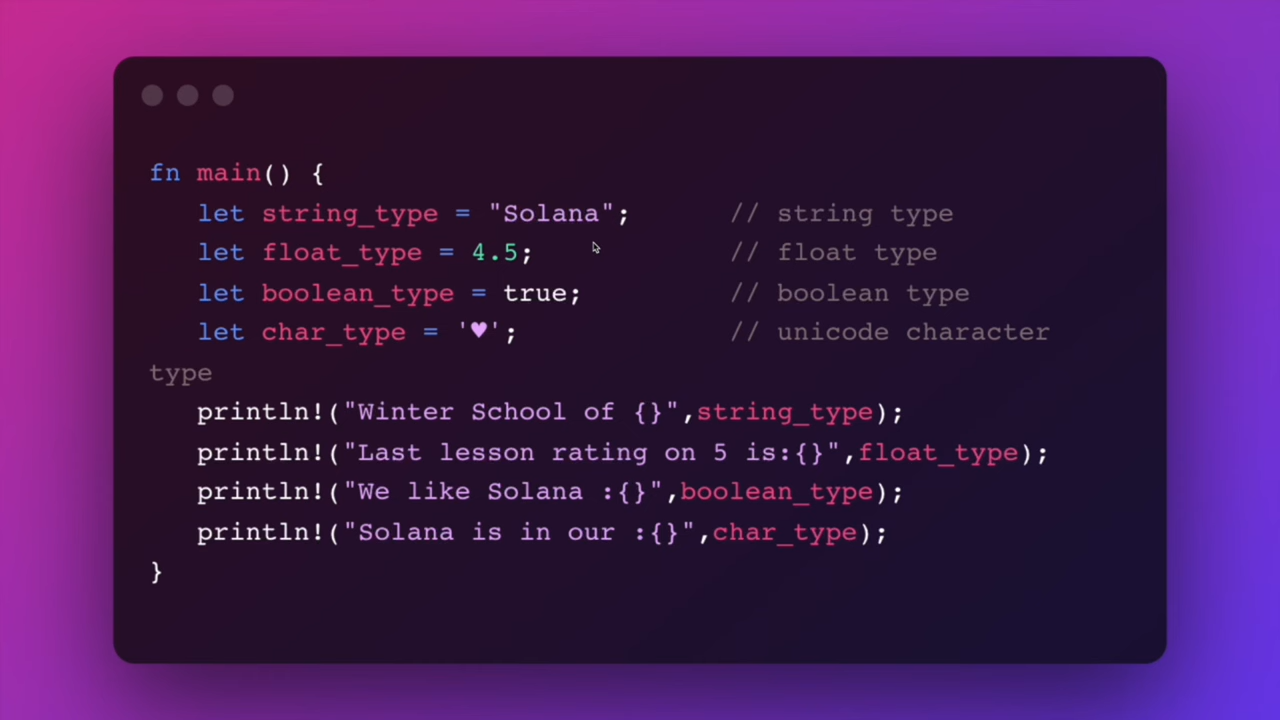 fn main() {
   let string_type = "Solana";      // string type
   let float_type = 4.5;            // float type
   let boolean_type = true;         // boolean type
   let char_type = '♥';             // unicode character
type
   println!("Winter School of {}",string_type);
   println!("Last lesson rating on 5 is:{}",float_type);
   println!("We like Solana :{}",boolean_type);
   println!("Solana is in our :{}",char_type);
}